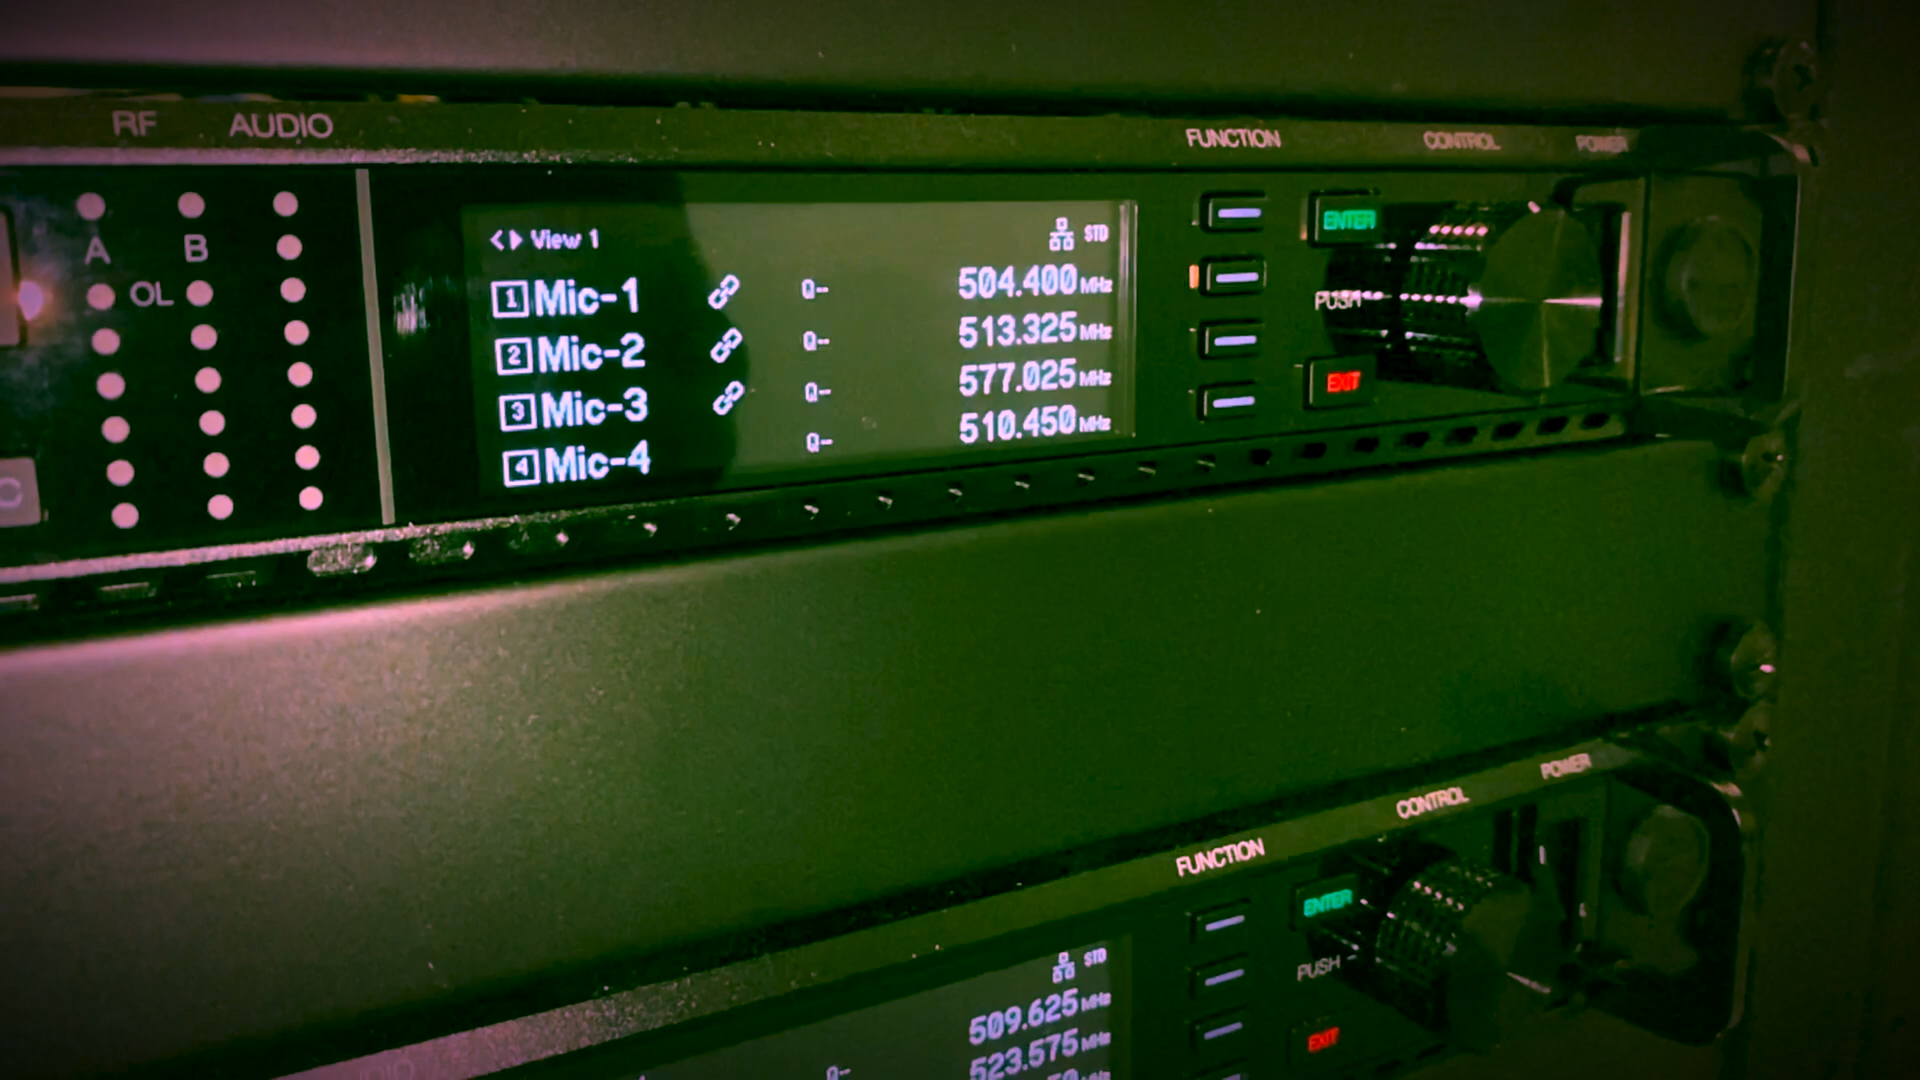 RF AUDIO FUNCTION CONTROL POWER
A B
OL
View 1 STD
1 Mic-1 Q-- 504.400 MHz
2 Mic-2 Q-- 513.325 MHz
3 Mic-3 Q-- 577.025 MHz
4 Mic-4 Q-- 510.450 MHz
ENTER
PUSH
EXIT
C
FUNCTION CONTROL POWER
ENTER
PUSH
EXIT
STD
509.625 MHz
Q-- 523.575 MHz